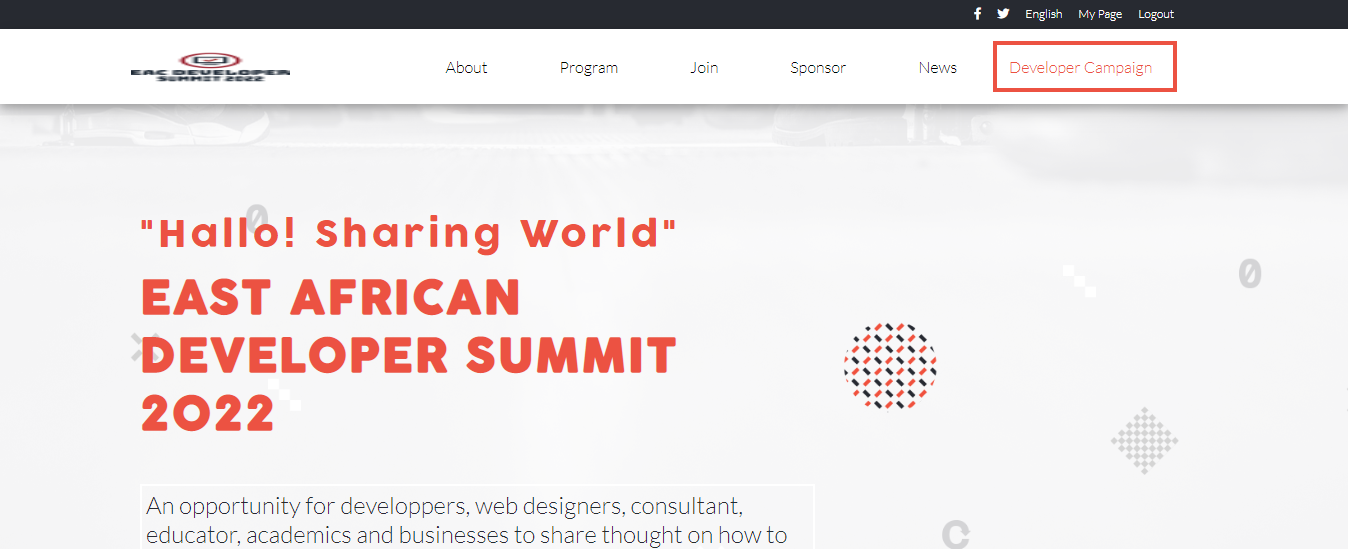 English My Page Logout
EAC DEVELOPER
SUMMIT 2022
About Program Join Sponsor News Developer Campaign
"Hallo! Sharing World"
EAST AFRICAN
DEVELOPER SUMMIT
2022
An opportunity for developpers, web designers, consultant,
educator, academics and businesses to share thought on how to